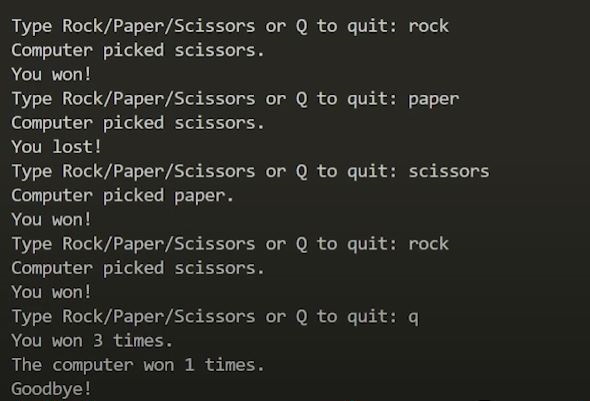 Type Rock/Paper/Scissors or Q to quit: rock
Computer picked scissors.
You won!
Type Rock/Paper/Scissors or Q to quit: paper
Computer picked scissors.
You lost!
Type Rock/Paper/Scissors or Q to quit: scissors
Computer picked paper.
You won!
Type Rock/Paper/Scissors or Q to quit: rock
Computer picked scissors.
You won!
Type Rock/Paper/Scissors or Q to quit: q
You won 3 times.
The computer won 1 times.
Goodbye!